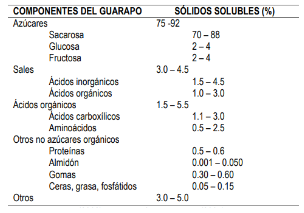 COMPONENTES DEL GUARAPO SÓLIDOS SOLUBLES (%)
Azúcares 75 -92
Sacarosa 70 – 88
Glucosa 2 – 4
Fructosa 2 – 4
Sales 3.0 – 4.5
Ácidos inorgánicos 1.5 – 4.5
Ácidos orgánicos 1.0 – 3.0
Ácidos orgánicos 1.5 – 5.5
Ácidos carboxílicos 1.1 – 3.0
Aminoácidos 0.5 – 2.5
Otros no azúcares orgánicos
Proteínas 0.5 – 0.6
Almidón 0.001 – 0.050
Gomas 0.30 – 0.60
Ceras, grasa, fosfátidos 0.05 – 0.15
Otros 3.0 – 5.0